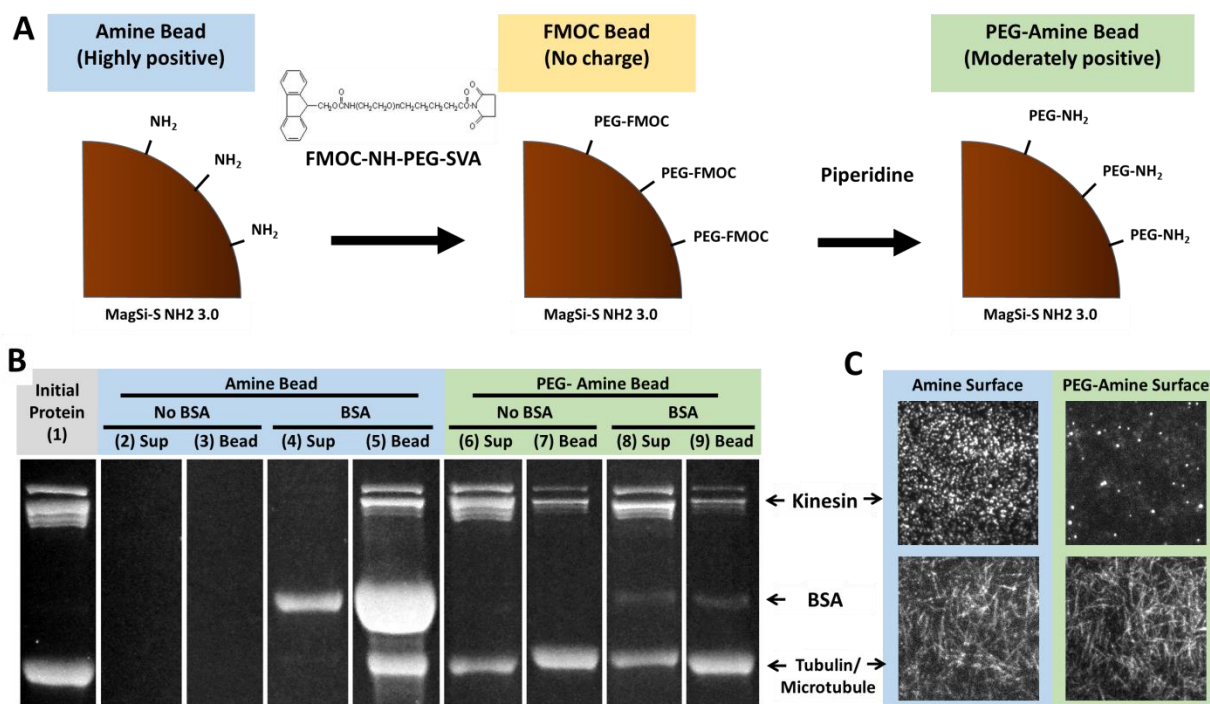 A
Amine Bead
(Highly positive)
FMOC Bead
(No charge)
PEG-Amine Bead
(Moderately positive)
NH2
NH2
NH2
MagSi-S NH2 3.0
CH2OCNH(CH2CH2O)nCH2CH2CH2CH2CO
O
O
N
O
O
FMOC-NH-PEG-SVA
PEG-FMOC
PEG-FMOC
PEG-FMOC
MagSi-S NH2 3.0
Piperidine
PEG-NH2
PEG-NH2
PEG-NH2
MagSi-S NH2 3.0
B
Initial
Protein
(1)
Amine Bead
No BSA
BSA
(2) Sup
(3) Bead
(4) Sup
(5) Bead
PEG- Amine Bead
No BSA
BSA
(6) Sup
(7) Bead
(8) Sup
(9) Bead
Kinesin
BSA
Tubulin/
Microtubule
C
Amine Surface
PEG-Amine Surface